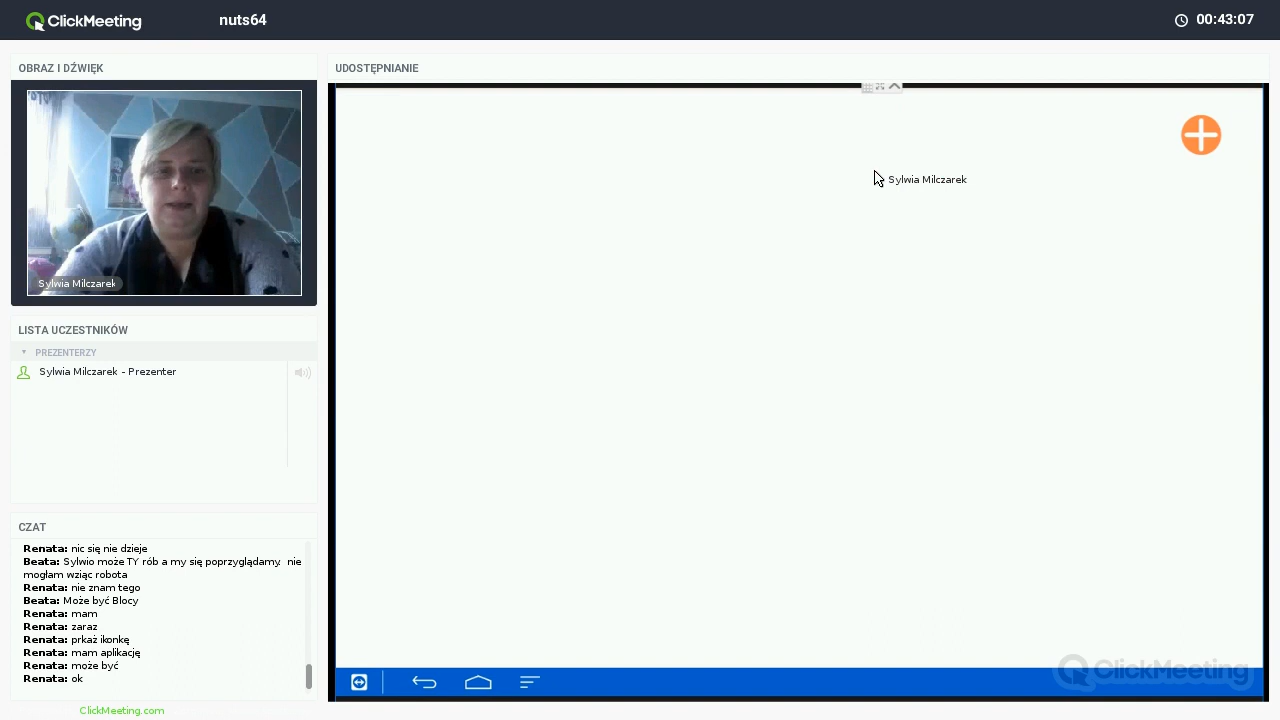 ClickMeeting
nuts64
00:43:07
OBRAZ I DŹWIĘK
Sylwia Milczarek
LISTA UCZESTNIKÓW
PREZENTERZY
Sylwia Milczarek - Prezenter
CZAT
Renata: nic się nie dzieje
Beata: Sylwio może TY rób a my się poprzyglądamy. nie
mogłam wziąc robota
Renata: nie znam tego
Beata: Może być Blocy
Renata: mam
Renata: zaraz
Renata: prkaż ikonkę
Renata: mam aplikację
Renata: może być
Renata: ok
ClickMeeting.com
UDOSTĘPNIANIE
Sylwia Milczarek
ClickMeeting